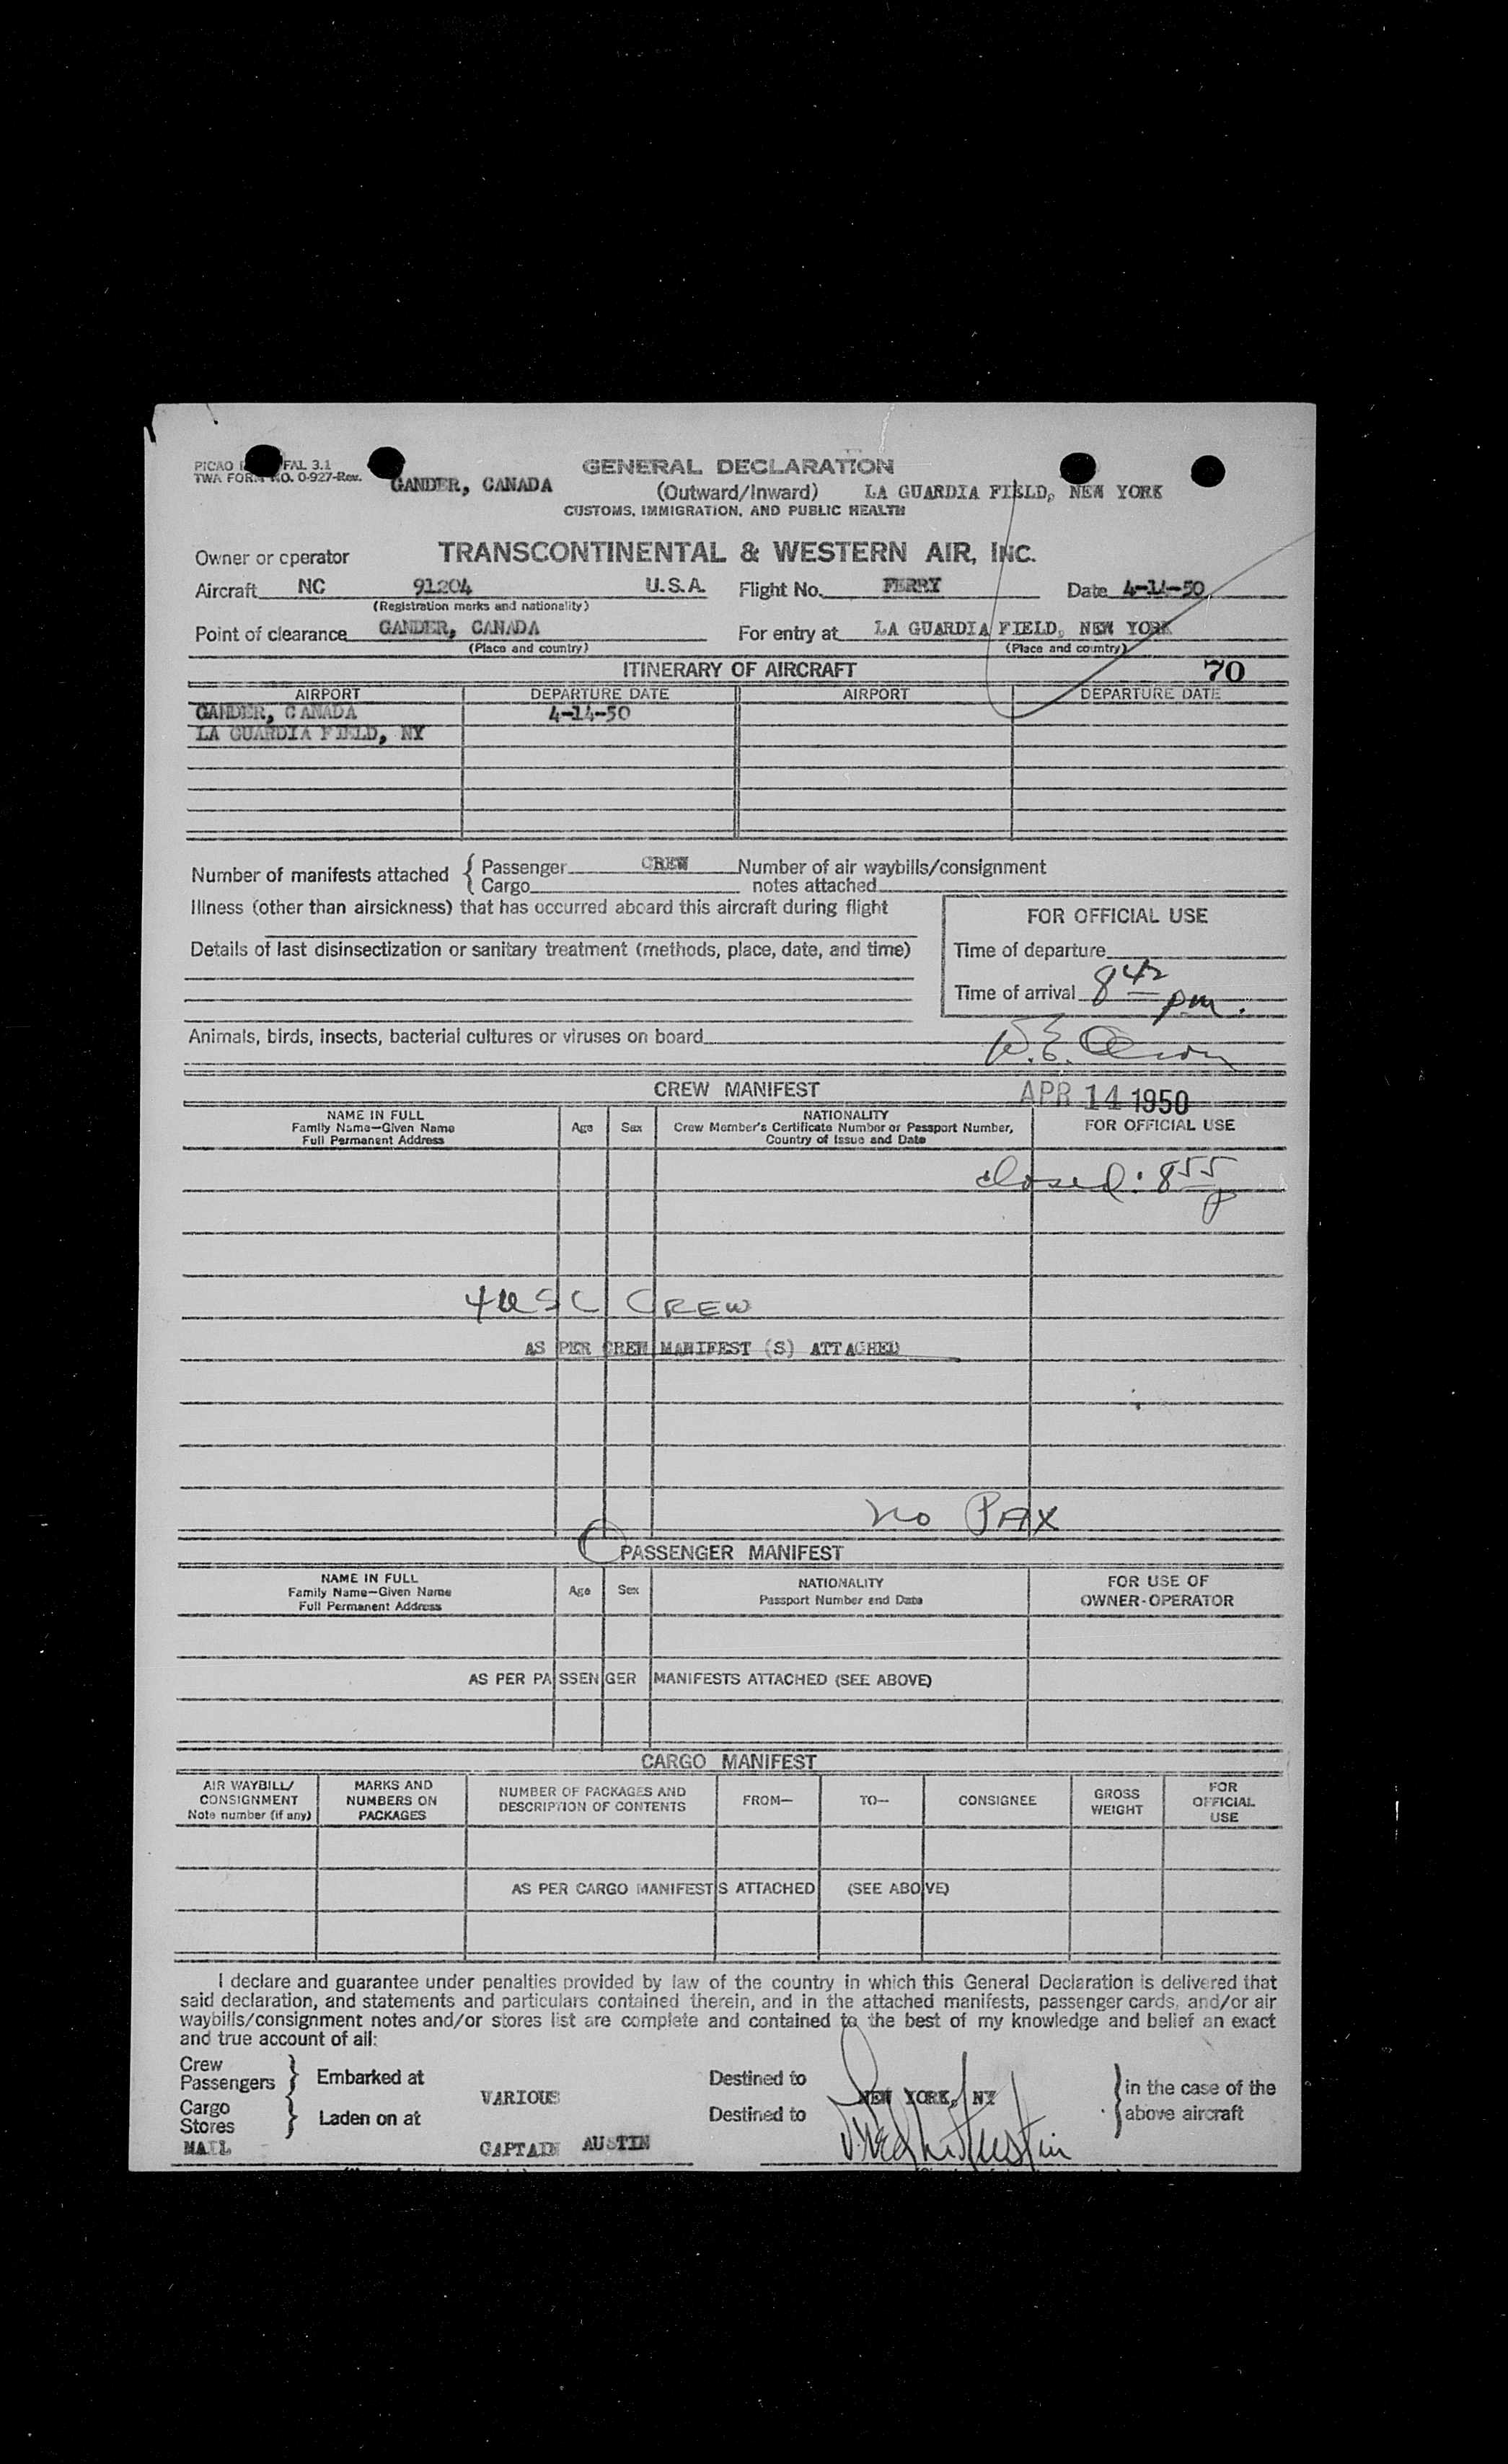 PICAO FAL 3.1
TWA FORM NO. 0-927-Rev.
GENERAL DECLARATION
GANDER, CANADA (Outward/Inward) LA GUARDIA FIELD, NEW YORK
CUSTOMS, IMMIGRATION, AND PUBLIC HEALTH
Owner or operator TRANSCONTINENTAL & WESTERN AIR, INC.
Aircraft NC 91204 U.S.A. Flight No. FERRY Date 4-14-50
(Registration marks and nationality)
Point of clearance GANDER, CANADA For entry at LA GUARDIA FIELD, NEW YORK
(Place and country) (Place and country)
ITINERARY OF AIRCRAFT 70
AIRPORT DEPARTURE DATE AIRPORT DEPARTURE DATE
GANDER, CANADA 4-14-50
LA GUARDIA FIELD, NY
Number of manifests attached { Passenger CREW Number of air waybills/consignment
Cargo notes attached
Illness (other than airsickness) that has occurred aboard this aircraft during flight
FOR OFFICIAL USE
Details of last disinsectization or sanitary treatment (methods, place, date, and time)
Time of departure
Time of arrival 8 42 pm.
Animals, birds, insects, bacterial cultures or viruses on board
W.E.
CREW MANIFEST APR 14 1950
NAME IN FULL
Family Name—Given Name
Full Permanent Address
Age Sex
NATIONALITY
Crew Member's Certificate Number or Passport Number,
Country of Issue and Date
FOR OFFICIAL USE
closed: 8 55 p
4 USC CREW
AS PER CREW MANIFEST (S) ATTACHED
no PAX
PASSENGER MANIFEST
NAME IN FULL
Family Name—Given Name
Full Permanent Address
Age Sex
NATIONALITY
Passport Number and Date
FOR USE OF
OWNER-OPERATOR
AS PER PASSENGER MANIFESTS ATTACHED (SEE ABOVE)
CARGO MANIFEST
AIR WAYBILL/
CONSIGNMENT
Note number (if any)
MARKS AND
NUMBERS ON
PACKAGES
NUMBER OF PACKAGES AND
DESCRIPTION OF CONTENTS
FROM— TO— CONSIGNEE
GROSS
WEIGHT
FOR
OFFICIAL
USE
AS PER CARGO MANIFESTS ATTACHED (SEE ABOVE)
I declare and guarantee under penalties provided by law of the country in which this General Declaration is delivered that
said declaration, and statements and particulars contained therein, and in the attached manifests, passenger cards, and/or air
waybills/consignment notes and/or stores list are complete and contained to the best of my knowledge and belief an exact
and true account of all:
Crew
Passengers } Embarked at Destined to } in the case of the
VARIOUS NEW YORK, NY
Cargo
Stores } Laden on at Destined to above aircraft
MAIL CAPTAIN AUSTIN Austin